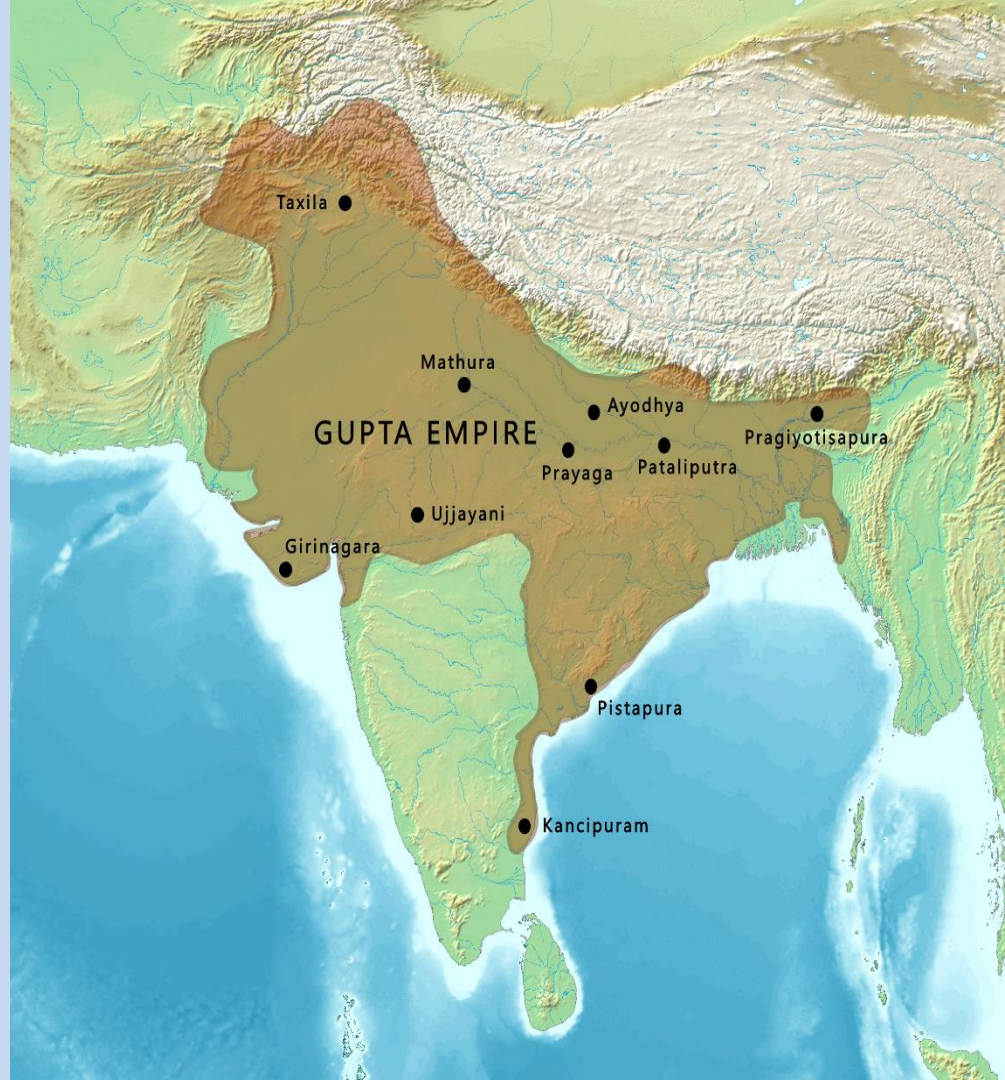 Taxila
Mathura
Ayodhya
GUPTA EMPIRE
Pragiyotisapura
Prayaga
Pataliputra
Ujjayani
Girinagara
Pistapura
Kancipuram